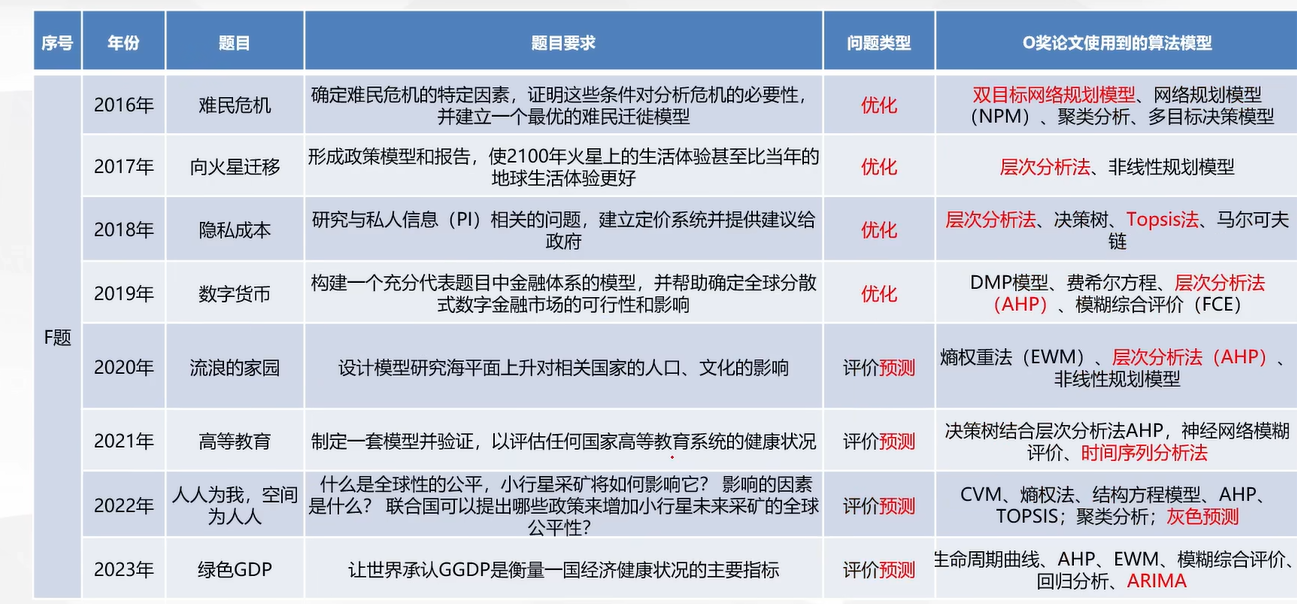 序号 年份 题目 题目要求 问题类型 O奖论文使用到的算法模型
F题
2016年 难民危机 确定难民危机的特定因素，证明这些条件对分析危机的必要性，
并建立一个最优的难民迁徙模型
优化 双目标网络规划模型、网络规划模型
（NPM）、聚类分析、多目标决策模型
2017年 向火星迁移 形成政策模型和报告，使2100年火星上的生活体验甚至比当年的
地球生活体验更好
优化 层次分析法、非线性规划模型
2018年 隐私成本 研究与私人信息（PI）相关的问题，建立定价系统并提供建议给
政府
优化 层次分析法、决策树、Topsis法、马尔可夫
链
2019年 数字货币 构建一个充分代表题目中金融体系的模型，并帮助确定全球分散
式数字金融市场的可行性和影响
优化 DMP模型、费希尔方程、层次分析法
（AHP）、模糊综合评价（FCE）
2020年 流浪的家园 设计模型研究海平面上升对相关国家的人口、文化的影响
评价预测 熵权重法（EWM）、层次分析法（AHP）、
非线性规划模型
2021年 高等教育 制定一套模型并验证，以评估任何国家高等教育系统的健康状况
评价预测 决策树结合层次分析法AHP，神经网络模糊
评价、时间序列分析法
2022年 人人为我，空间
为人人
什么是全球性的公平，小行星采矿将如何影响它？ 影响的因素
是什么？ 联合国可以提出哪些政策来增加小行星未来采矿的全球
公平性？
评价预测 CVM、熵权法、结构方程模型、AHP、
TOPSIS；聚类分析；灰色预测
2023年 绿色GDP 让世界承认GGDP是衡量一国经济健康状况的主要指标
评价预测 生命周期曲线、AHP、EWM、模糊综合评价、
回归分析、ARIMA